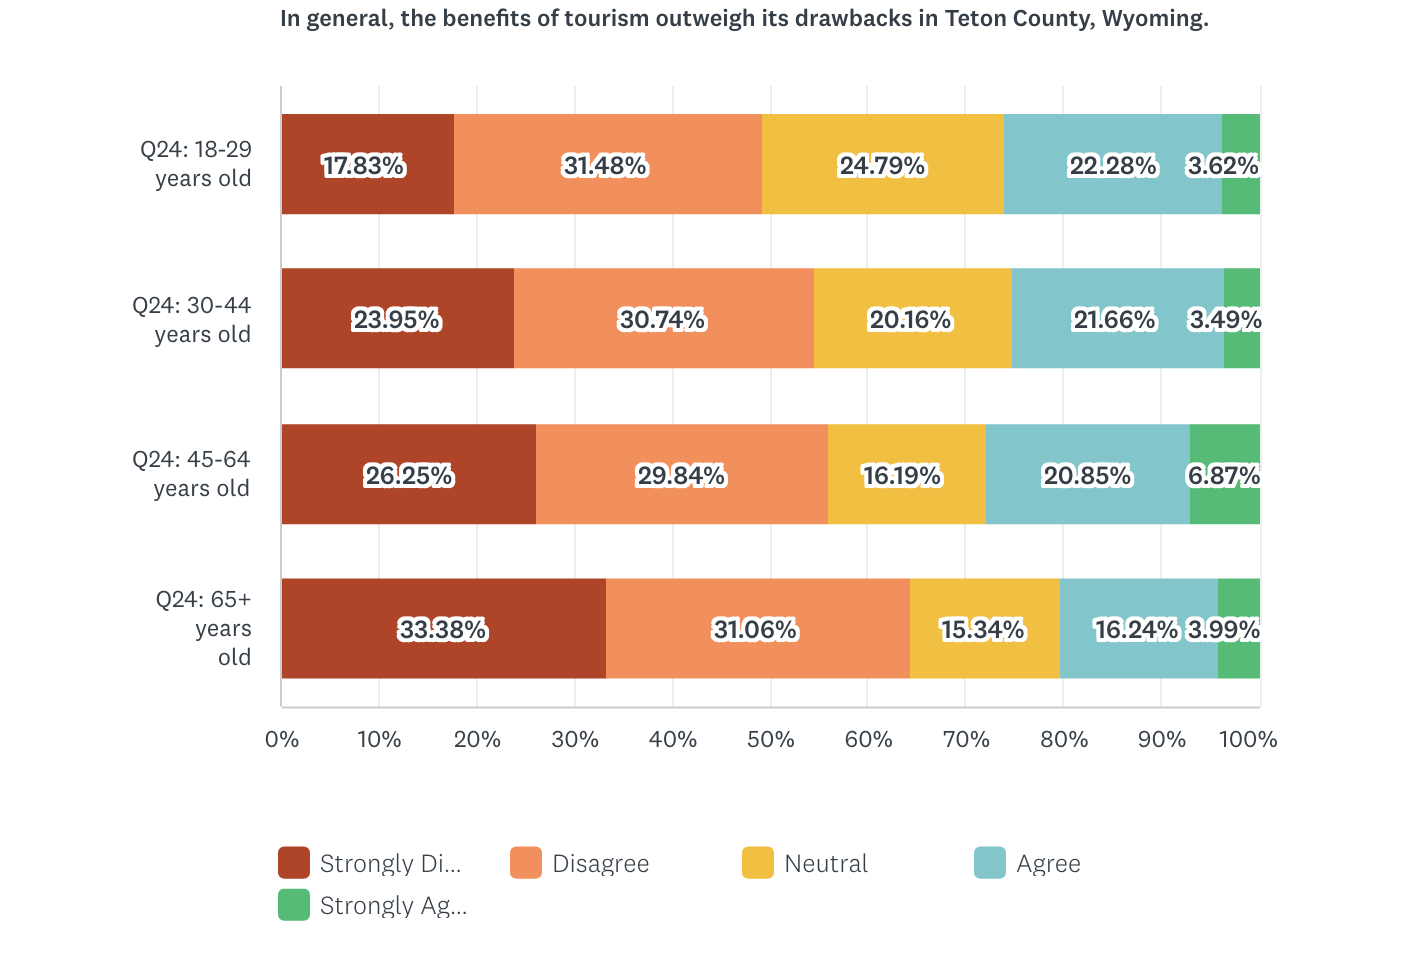 In general, the benefits of tourism outweigh its drawbacks in Teton County, Wyoming.
Q24: 18-29
years old
17.83% 31.48% 24.79% 22.28% 3.62%
Q24: 30-44
years old
23.95% 30.74% 20.16% 21.66% 3.49%
Q24: 45-64
years old
26.25% 29.84% 16.19% 20.85% 6.87%
Q24: 65+
years
old
33.38% 31.06% 15.34% 16.24% 3.99%
0% 10% 20% 30% 40% 50% 60% 70% 80% 90% 100%
Strongly Di... Disagree Neutral Agree
Strongly Ag...